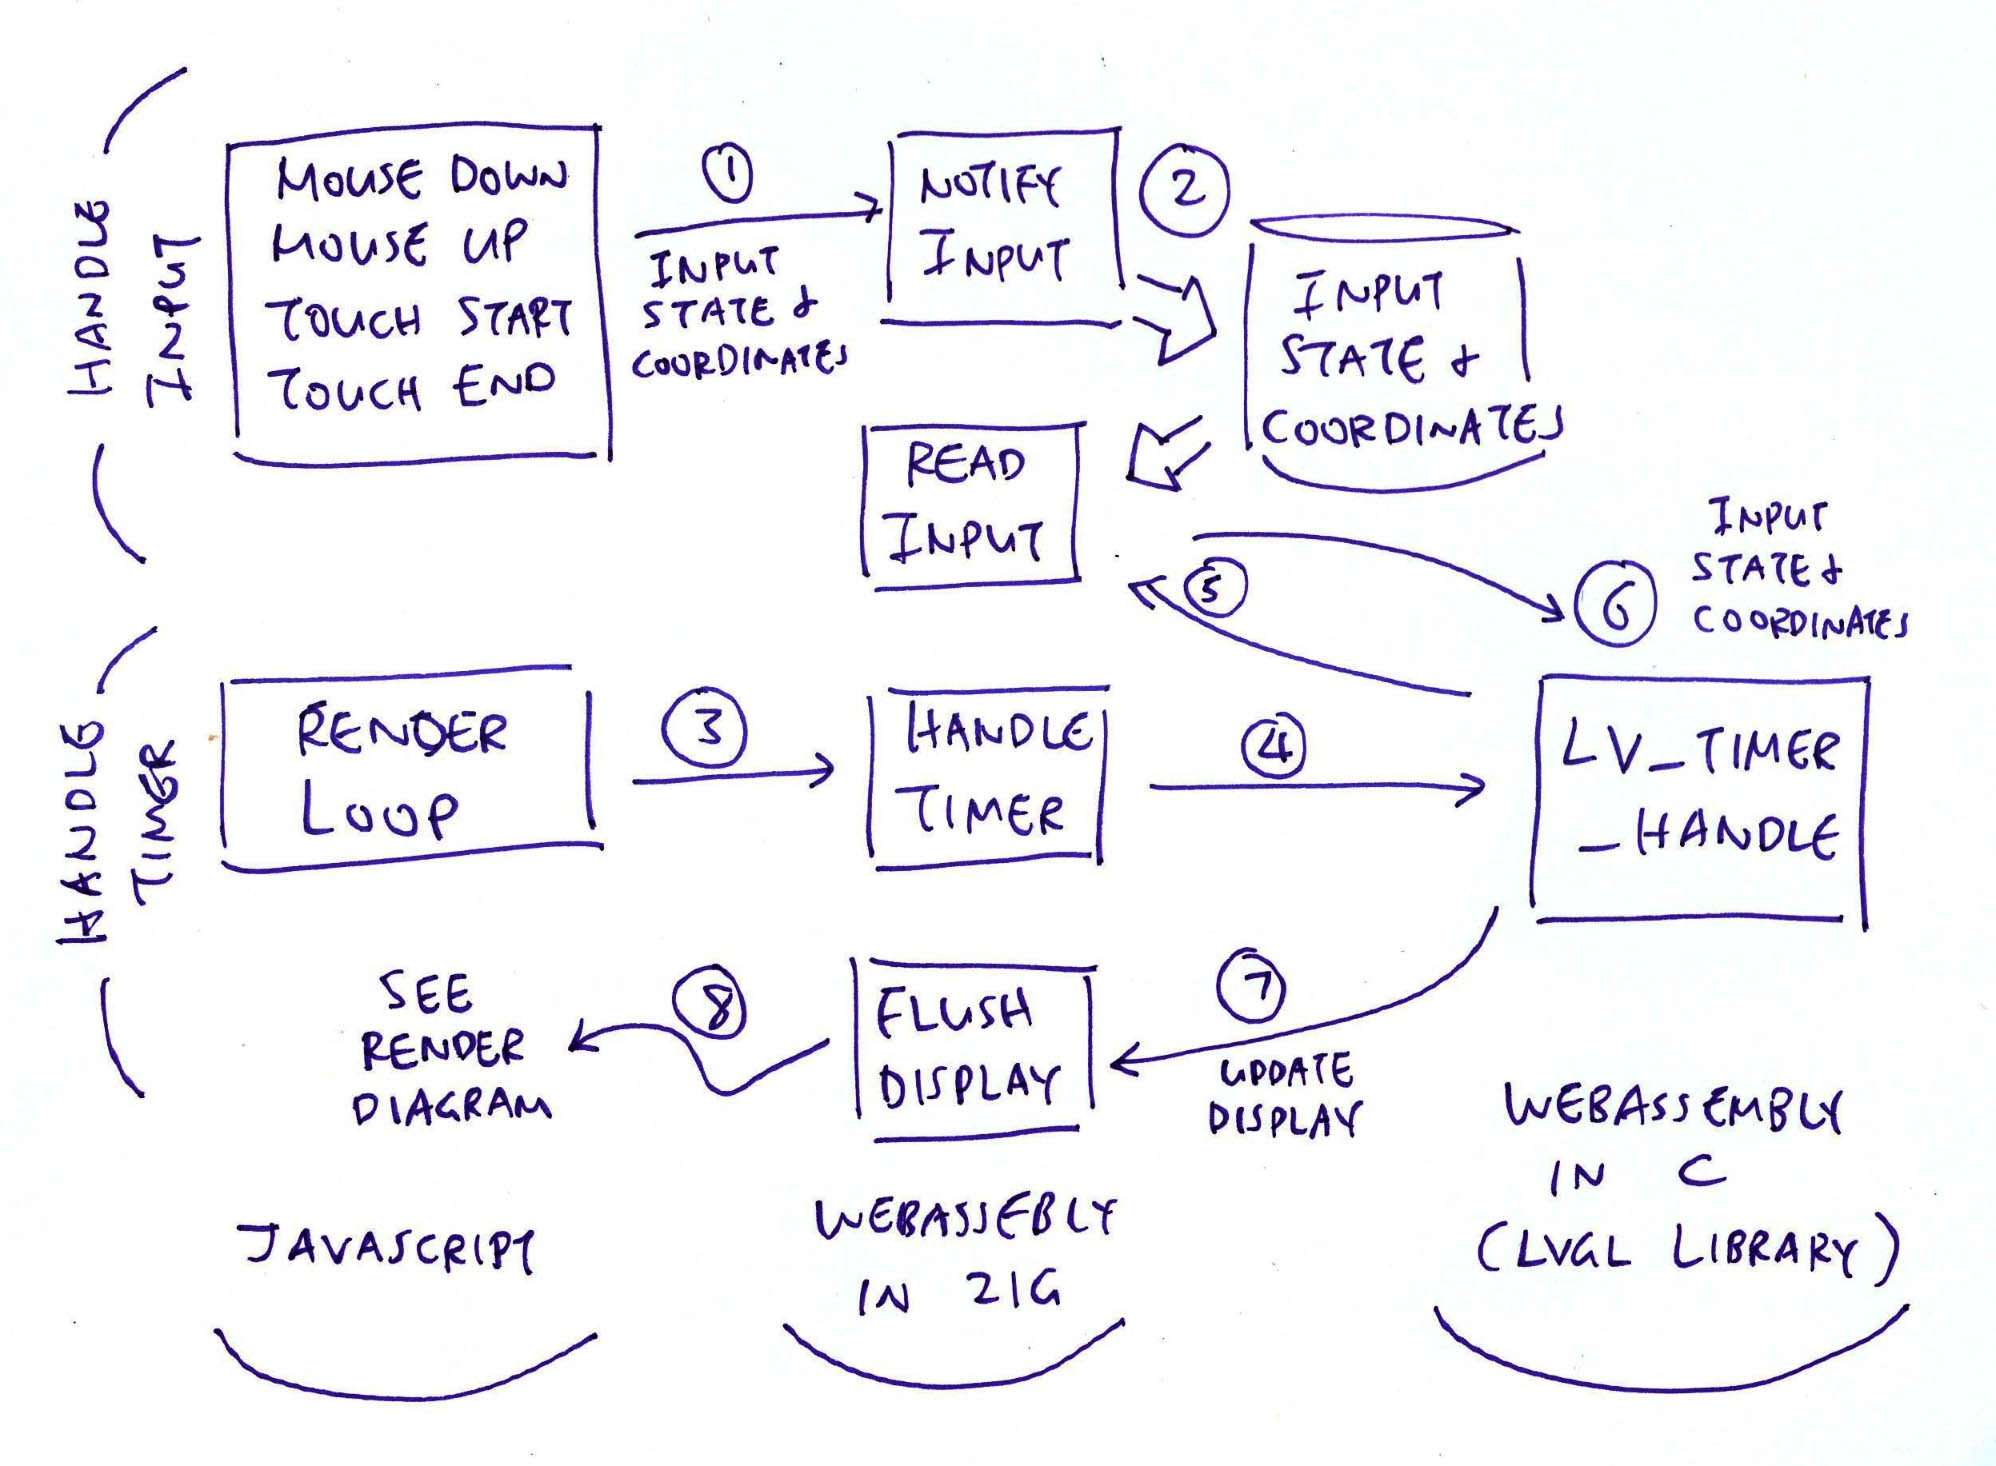 HANDLE
INPUT
MOUSE DOWN
MOUSE UP
TOUCH START
TOUCH END
1
INPUT
STATE &
COORDINATES
NOTIFY
INPUT
2
INPUT
STATE &
COORDINATES
READ
INPUT
5
6
INPUT
STATE &
COORDINATES
HANDLE
TIMER
RENDER
LOOP
3
HANDLE
TIMER
4
LV_TIMER
_HANDLE
SEE
RENDER
DIAGRAM
8
FLUSH
DISPLAY
7
UPDATE
DISPLAY
JAVASCRIPT
WEBASSEBLY
IN ZIG
WEBASSEMBLY
IN C
(LVGL LIBRARY)